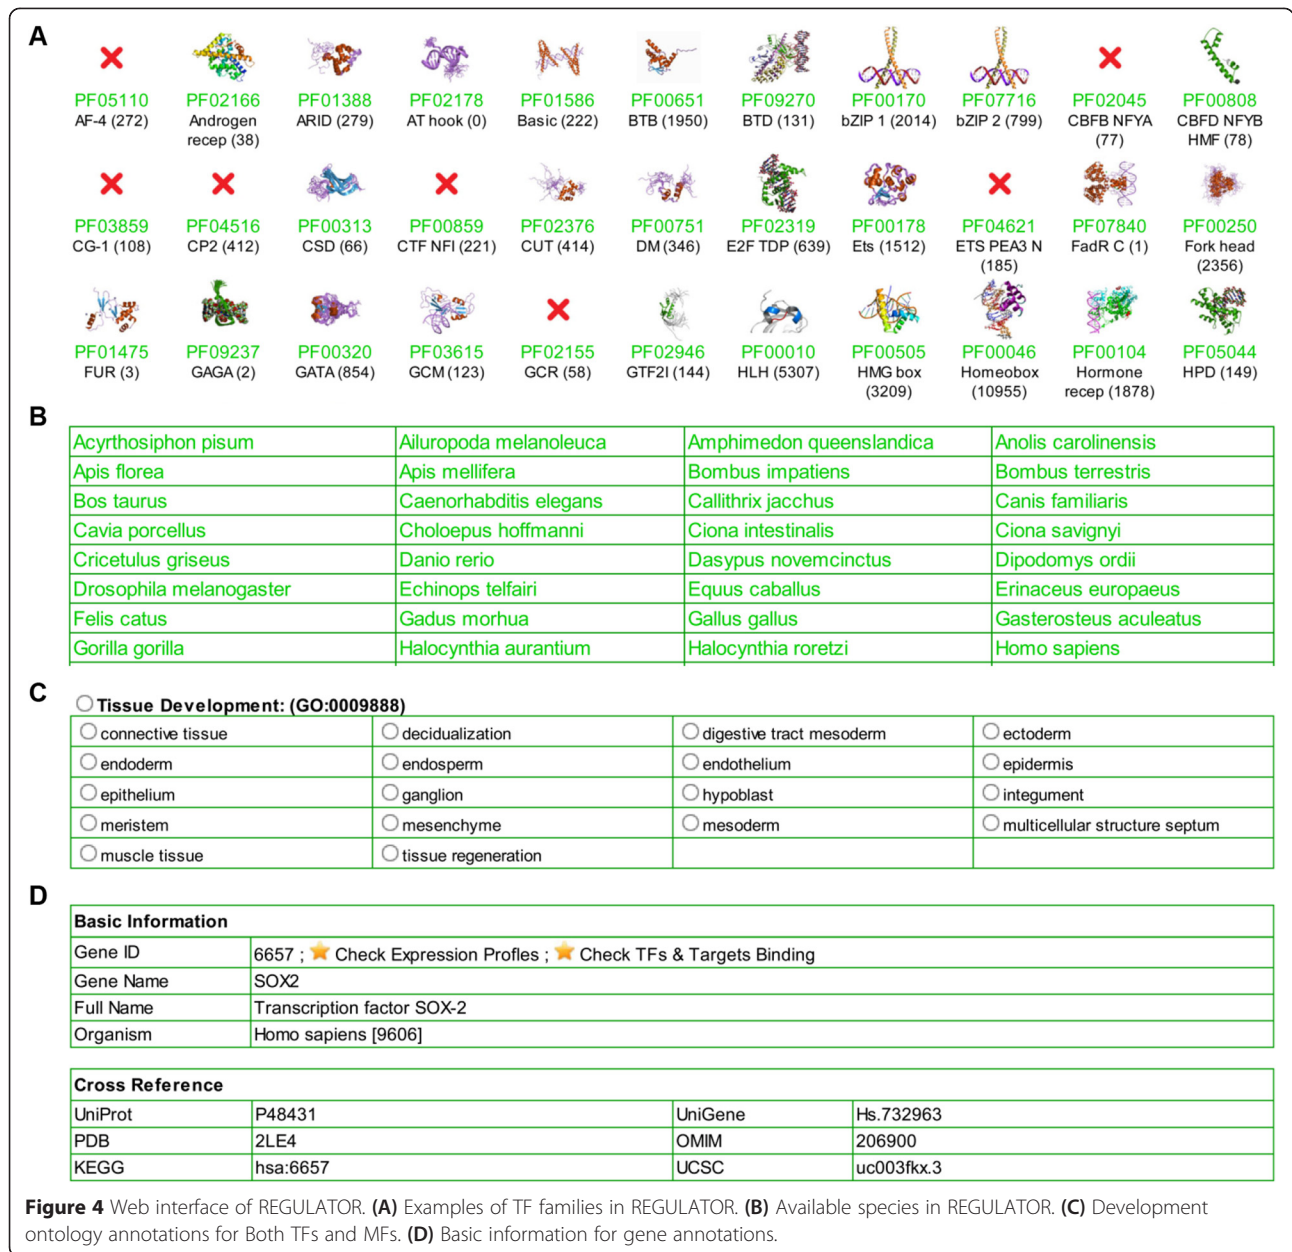 A
PF05110 PF02166 PF01388 PF02178 PF01586 PF00651 PF09270 PF00170 PF07716 PF02045 PF00808
AF-4 (272) Androgen ARID (279) AT hook (0) Basic (222) BTB (1950) BTD (131) bZIP 1 (2014) bZIP 2 (799) CBFB NFYA CBFD NFYB
recep (38) (77) HMF (78)
PF03859 PF04516 PF00313 PF00859 PF02376 PF00751 PF02319 PF00178 PF04621 PF07840 PF00250
CG-1 (108) CP2 (412) CSD (66) CTF NFI (221) CUT (414) DM (346) E2F TDP (639) Ets (1512) ETS PEA3 N FadR C (1) Fork head
(185) (2356)
PF01475 PF09237 PF00320 PF03615 PF02155 PF02946 PF00010 PF00505 PF00046 PF00104 PF05044
FUR (3) GAGA (2) GATA (854) GCM (123) GCR (58) GTF2I (144) HLH (5307) HMG box Homeobox Hormone HPD (149)
(3209) (10955) recep (1878)
B
Acyrthosiphon pisum Ailuropoda melanoleuca Amphimedon queenslandica Anolis carolinensis
Apis florea Apis mellifera Bombus impatiens Bombus terrestris
Bos taurus Caenorhabditis elegans Callithrix jacchus Canis familiaris
Cavia porcellus Choloepus hoffmanni Ciona intestinalis Ciona savignyi
Cricetulus griseus Danio rerio Dasypus novemcinctus Dipodomys ordii
Drosophila melanogaster Echinops telfairi Equus caballus Erinaceus europaeus
Felis catus Gadus morhua Gallus gallus Gasterosteus aculeatus
Gorilla gorilla Halocynthia aurantium Halocynthia roretzi Homo sapiens
C
Tissue Development: (GO:0009888)
connective tissue decidualization digestive tract mesoderm ectoderm
endoderm endosperm endothelium epidermis
epithelium ganglion hypoblast integument
meristem mesenchyme mesoderm multicellular structure septum
muscle tissue tissue regeneration
D
Basic Information
Gene ID 6657 ; Check Expression Profles ; Check TFs & Targets Binding
Gene Name SOX2
Full Name Transcription factor SOX-2
Organism Homo sapiens [9606]
Cross Reference
UniProt P48431 UniGene Hs.732963
PDB 2LE4 OMIM 206900
KEGG hsa:6657 UCSC uc003fkx.3
Figure 4 Web interface of REGULATOR. (A) Examples of TF families in REGULATOR. (B) Available species in REGULATOR. (C) Development
ontology annotations for Both TFs and MFs. (D) Basic information for gene annotations.